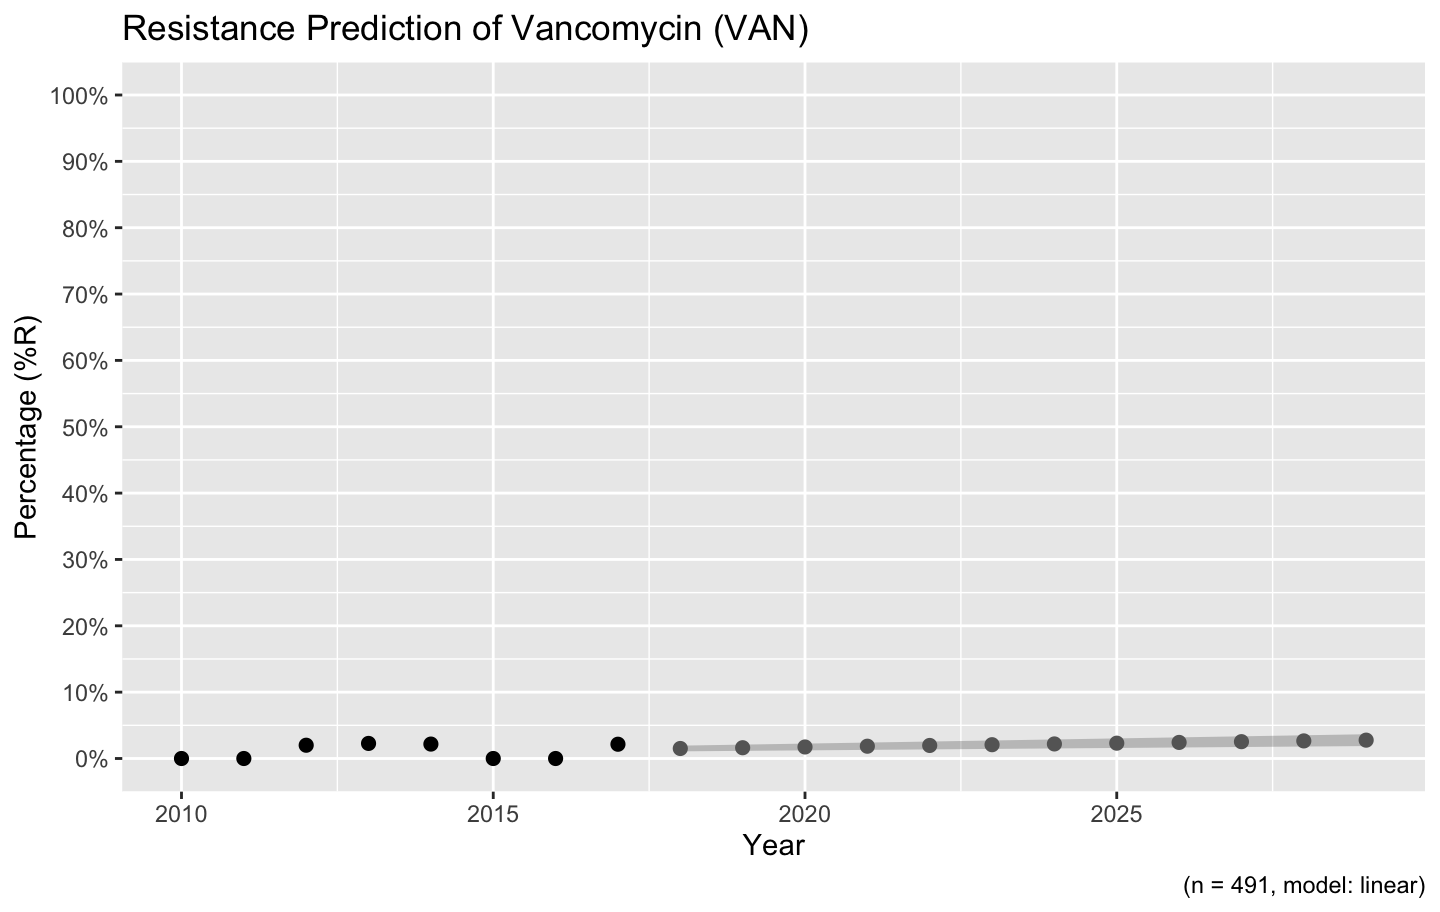 Resistance Prediction of Vancomycin (VAN)
100%
90%
80%
70%
60%
50%
40%
30%
20%
10%
0%
Percentage (%R)
2010 2015 2020 2025
Year
(n = 491, model: linear)